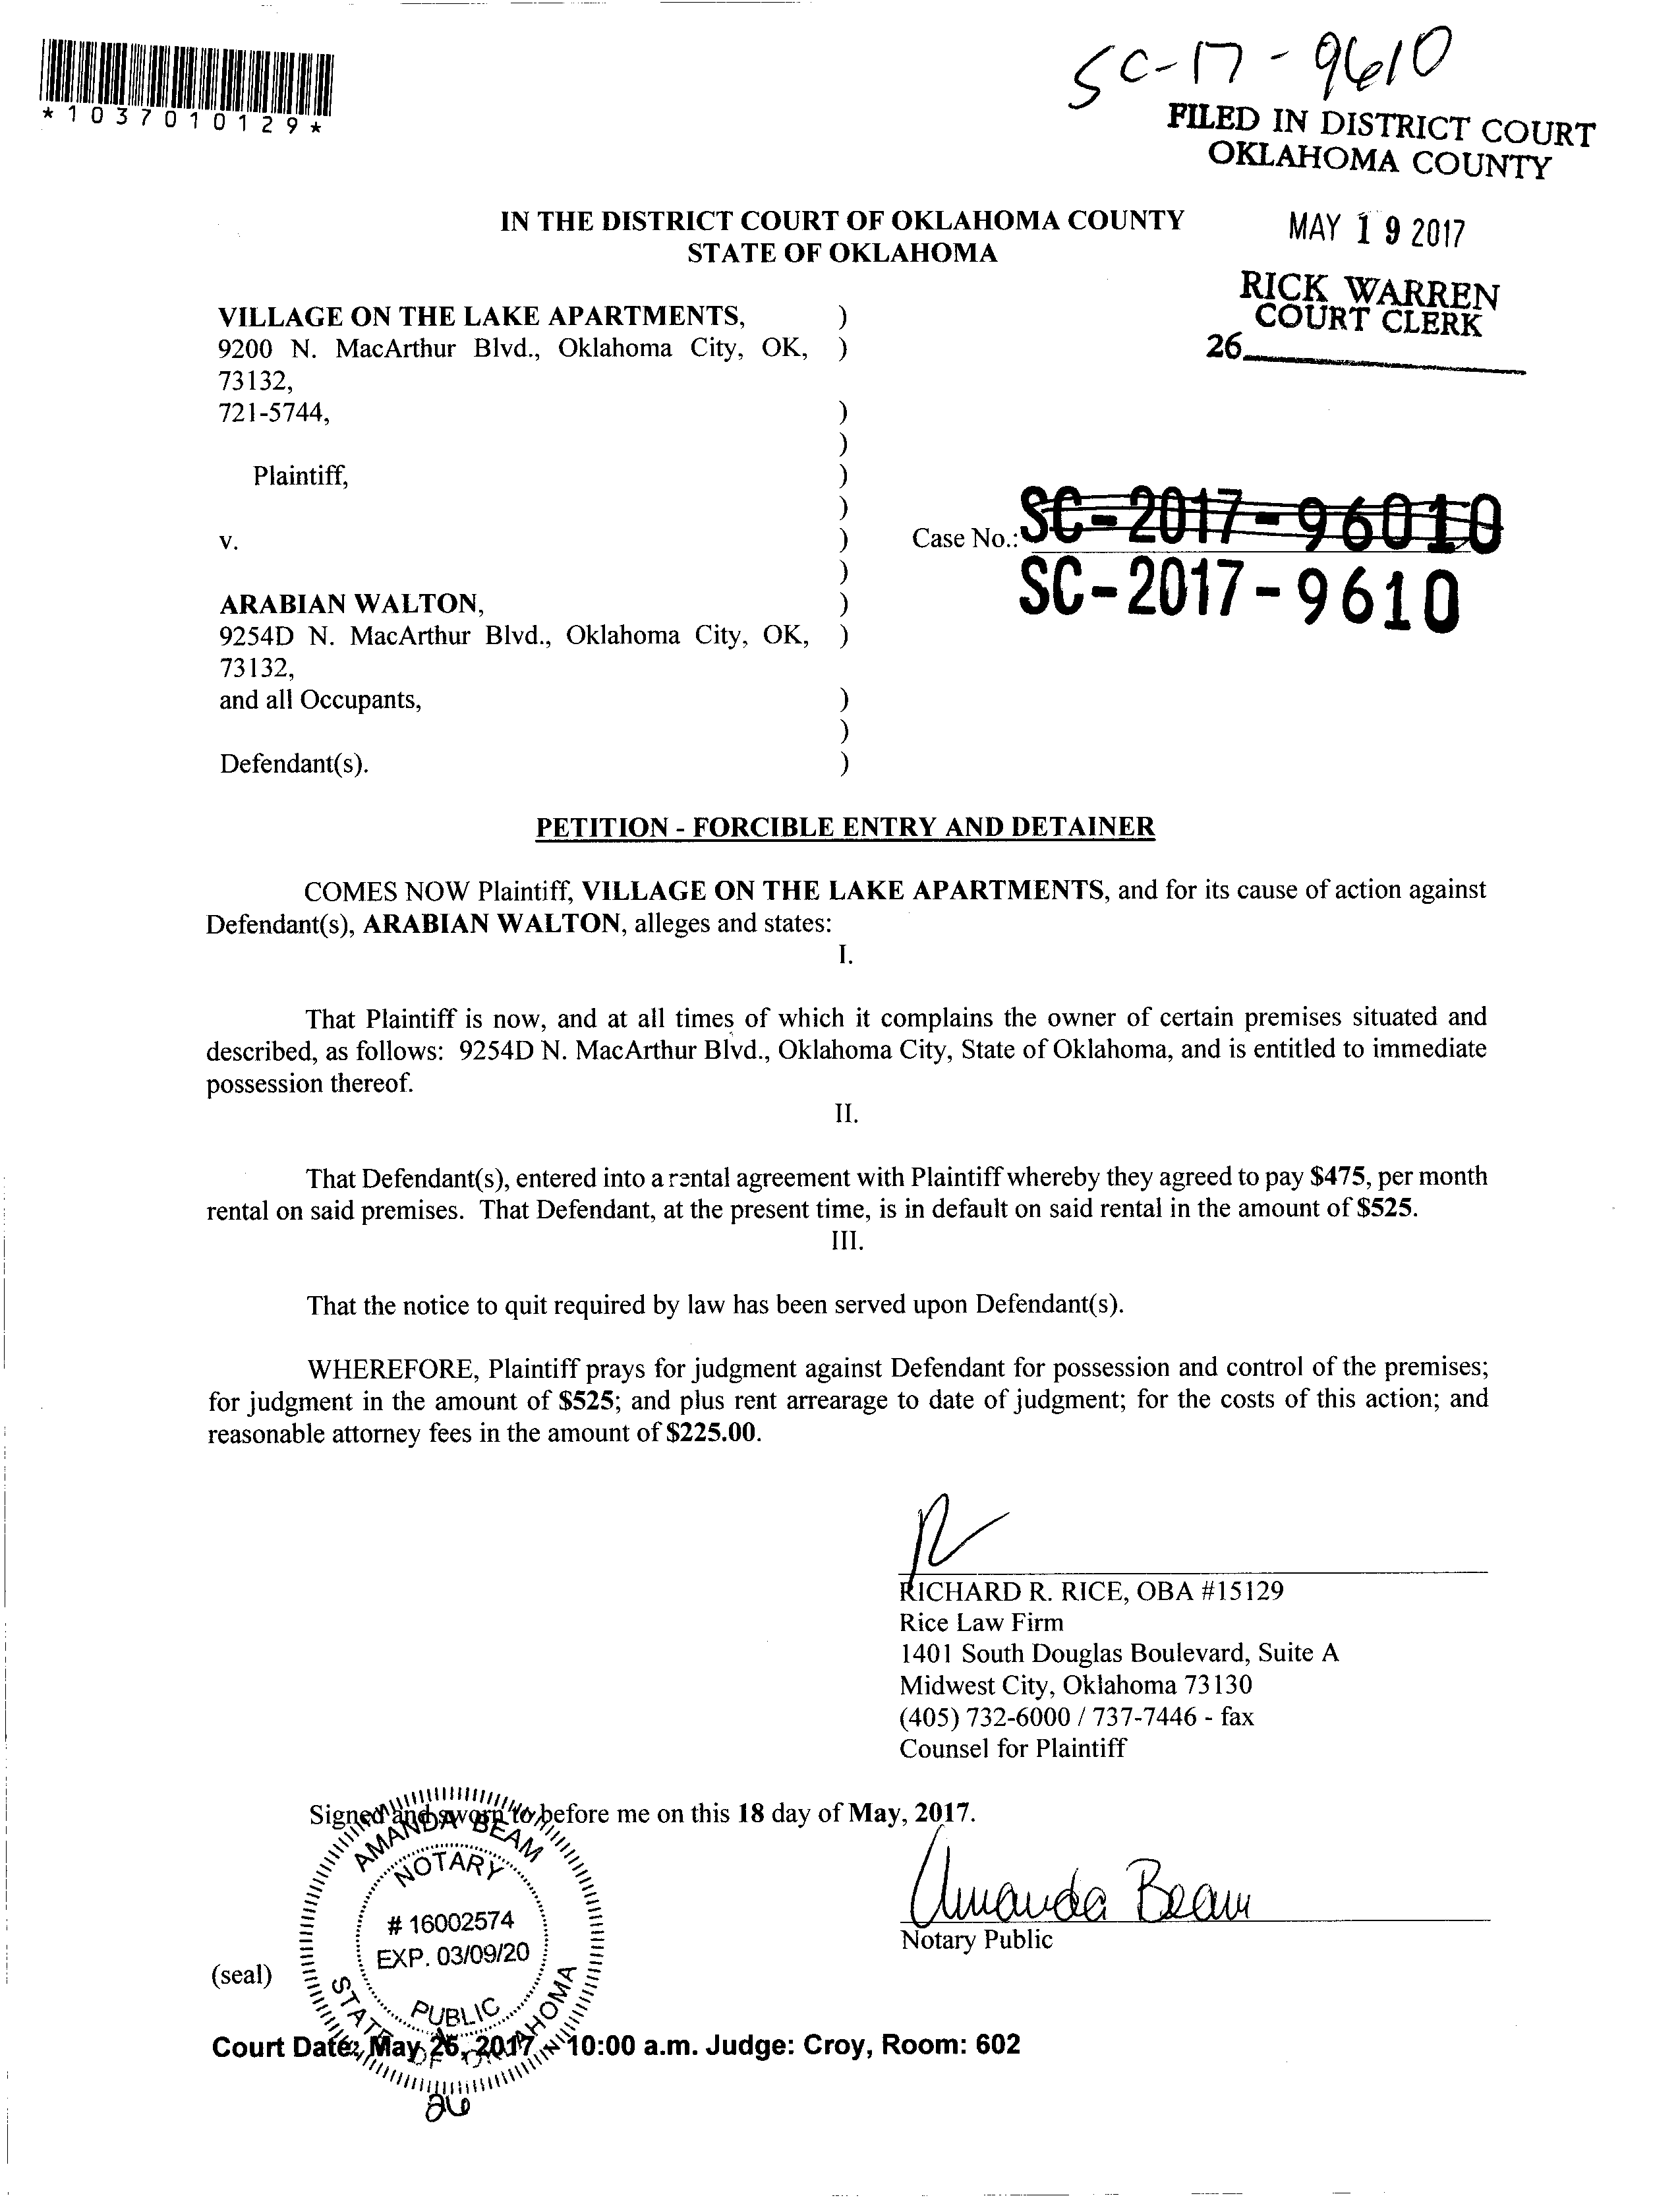 *1037010129*
SC-17-9610
FILED IN DISTRICT COURT
OKLAHOMA COUNTY
MAY 19 2017
RICK WARREN
COURT CLERK
26
IN THE DISTRICT COURT OF OKLAHOMA COUNTY
STATE OF OKLAHOMA
VILLAGE ON THE LAKE APARTMENTS, )
9200 N. MacArthur Blvd., Oklahoma City, OK, )
73132,
721-5744, )
)
Plaintiff, )
)
v. )
Case No.: SC-2017-96010
SC-2017-9610
)
ARABIAN WALTON, )
9254D N. MacArthur Blvd., Oklahoma City, OK, )
73132,
and all Occupants, )
)
Defendant(s). )
PETITION - FORCIBLE ENTRY AND DETAINER
COMES NOW Plaintiff, VILLAGE ON THE LAKE APARTMENTS, and for its cause of action against
Defendant(s), ARABIAN WALTON, alleges and states:
I.
That Plaintiff is now, and at all times of which it complains the owner of certain premises situated and
described, as follows: 9254D N. MacArthur Blvd., Oklahoma City, State of Oklahoma, and is entitled to immediate
possession thereof.
II.
That Defendant(s), entered into a rental agreement with Plaintiff whereby they agreed to pay $475, per month
rental on said premises. That Defendant, at the present time, is in default on said rental in the amount of $525.
III.
That the notice to quit required by law has been served upon Defendant(s).
WHEREFORE, Plaintiff prays for judgment against Defendant for possession and control of the premises;
for judgment in the amount of $525; and plus rent arrearage to date of judgment; for the costs of this action; and
reasonable attorney fees in the amount of $225.00.
RICHARD R. RICE, OBA #15129
Rice Law Firm
1401 South Douglas Boulevard, Suite A
Midwest City, Oklahoma 73130
(405) 732-6000 / 737-7446 - fax
Counsel for Plaintiff
Signed and sworn to before me on this 18 day of May, 2017.
Amanda Beam
Notary Public
AMANDA BEAM
NOTARY
# 16002574
EXP. 03/09/20
PUBLIC
STATE OF OKLAHOMA
(seal)
Court Date: May 25, 2017 10:00 a.m. Judge: Croy, Room: 602
26